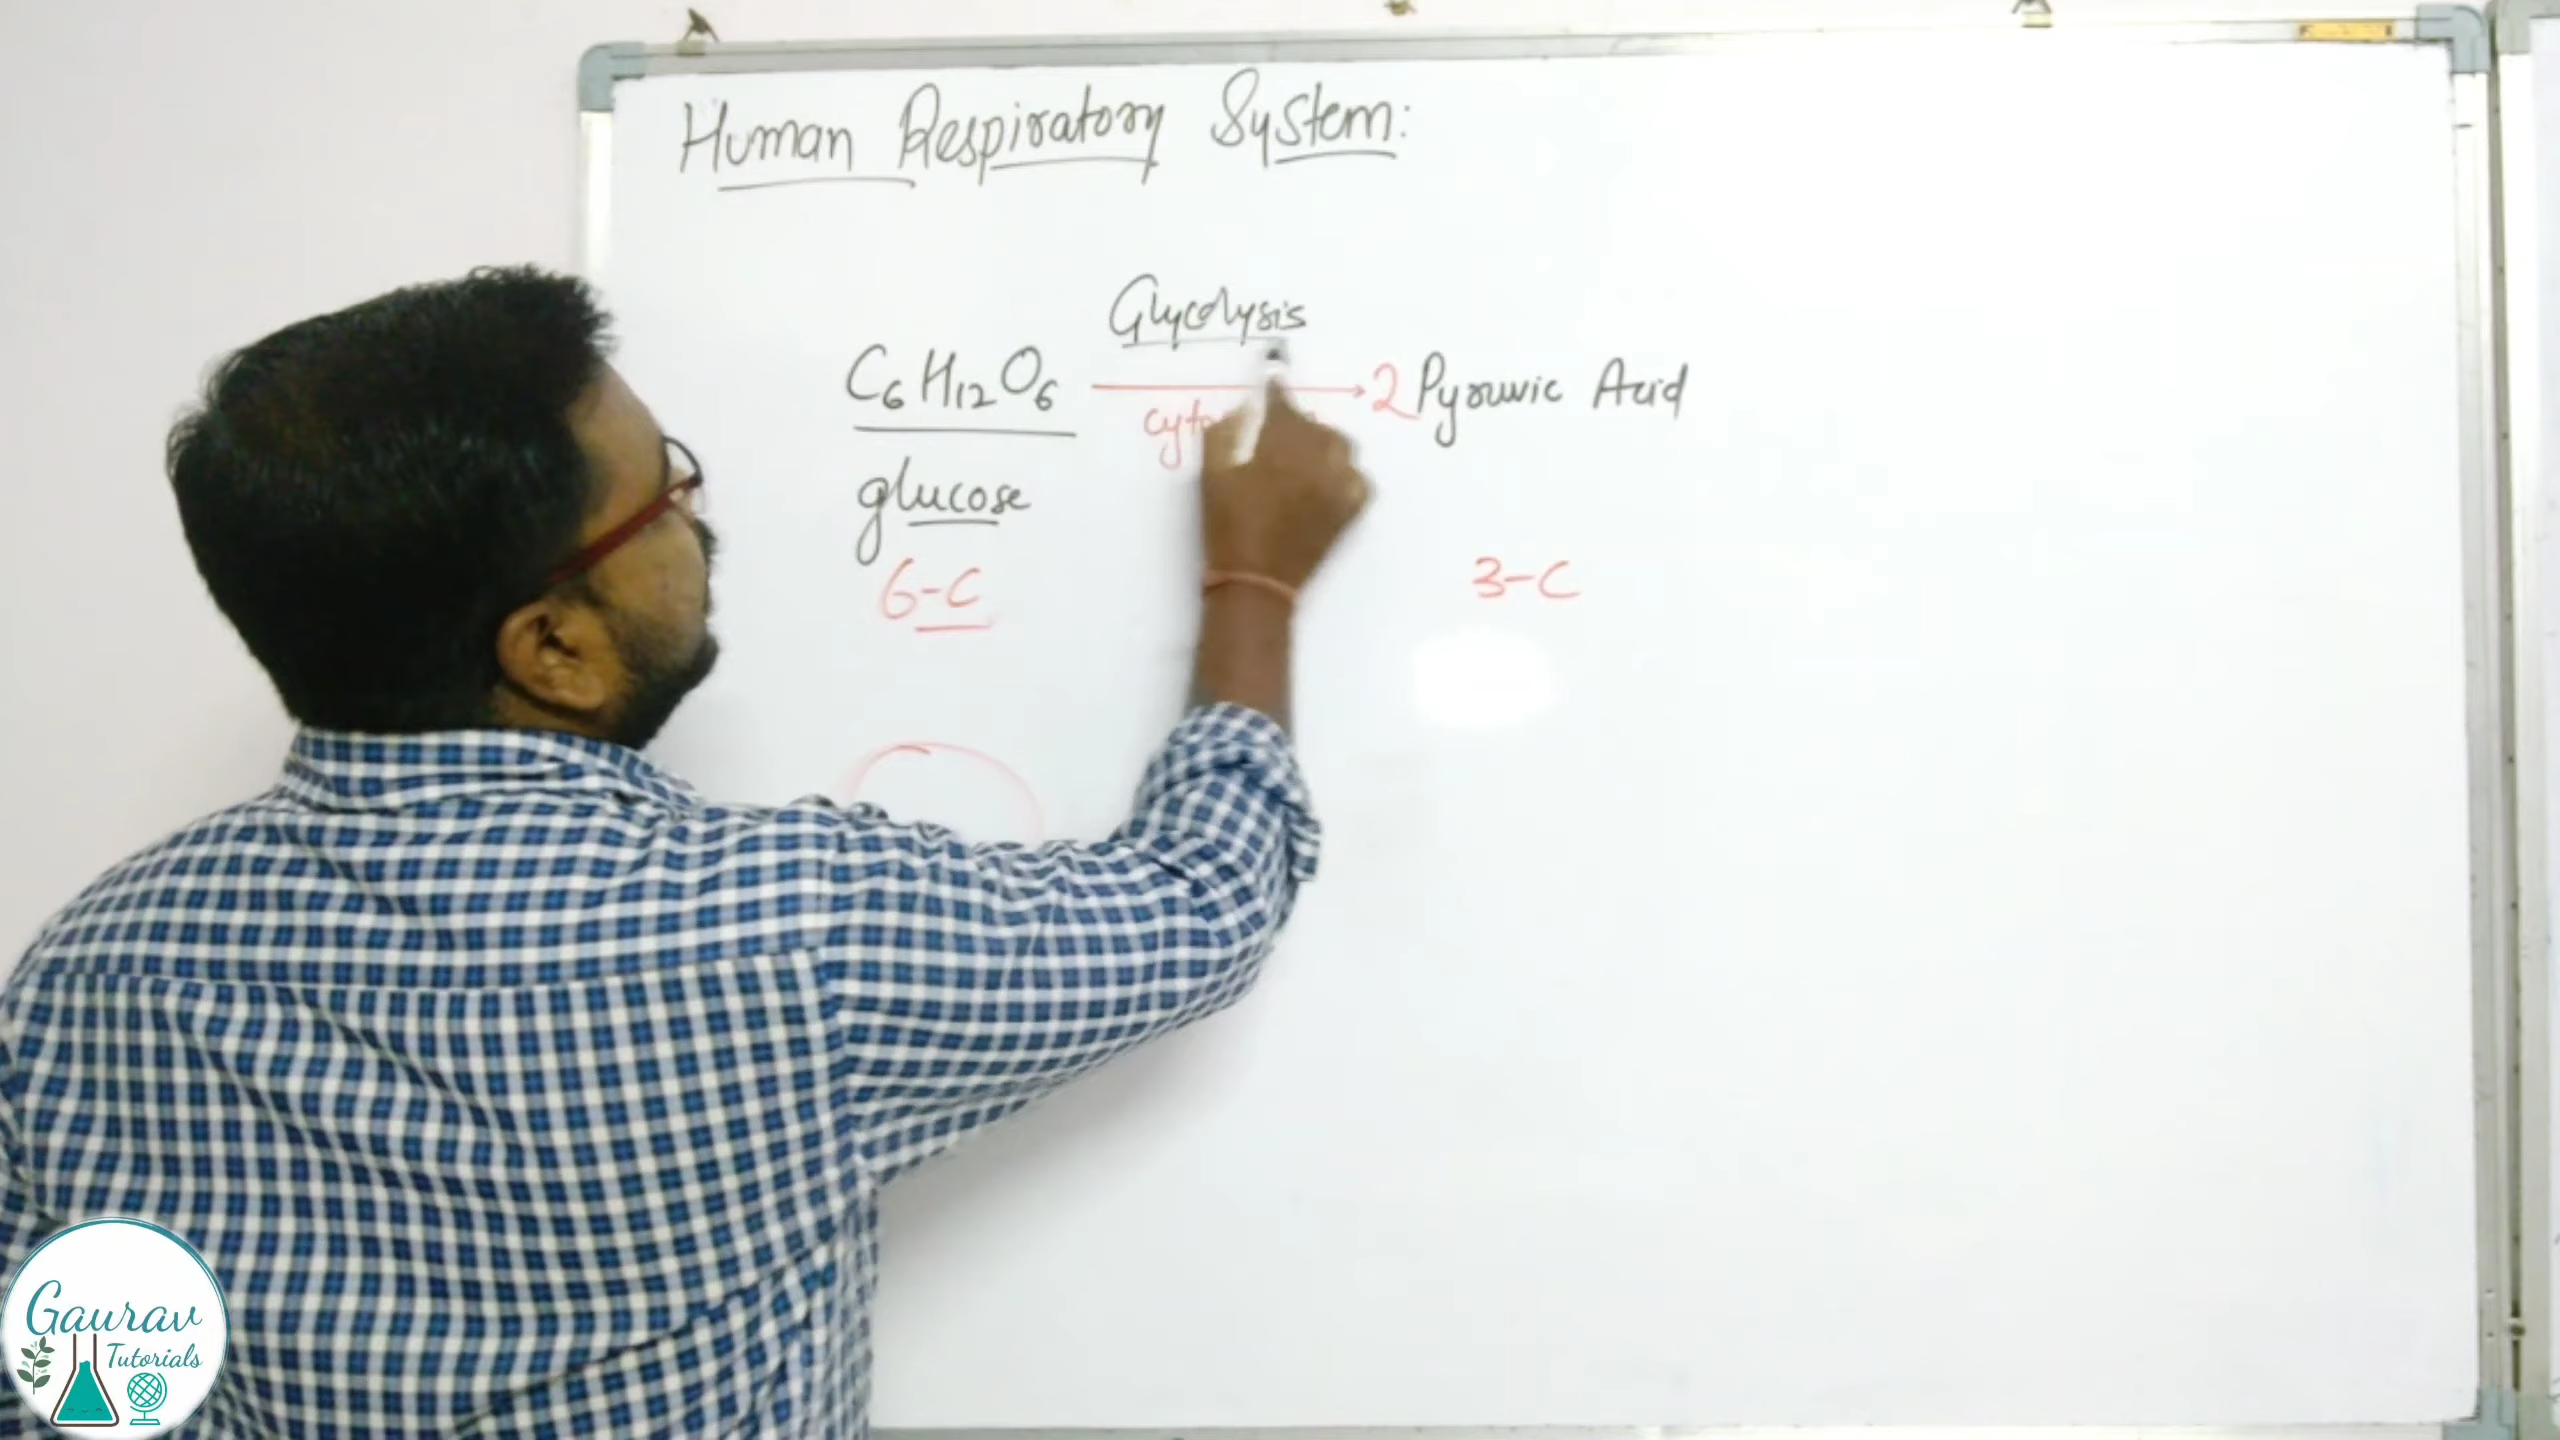 Human Respiratory System:
Glycolysis
C6H12O6 → 2 Pyruvic Acid
glucose
6-C
3-C
Gaurav
Tutorials